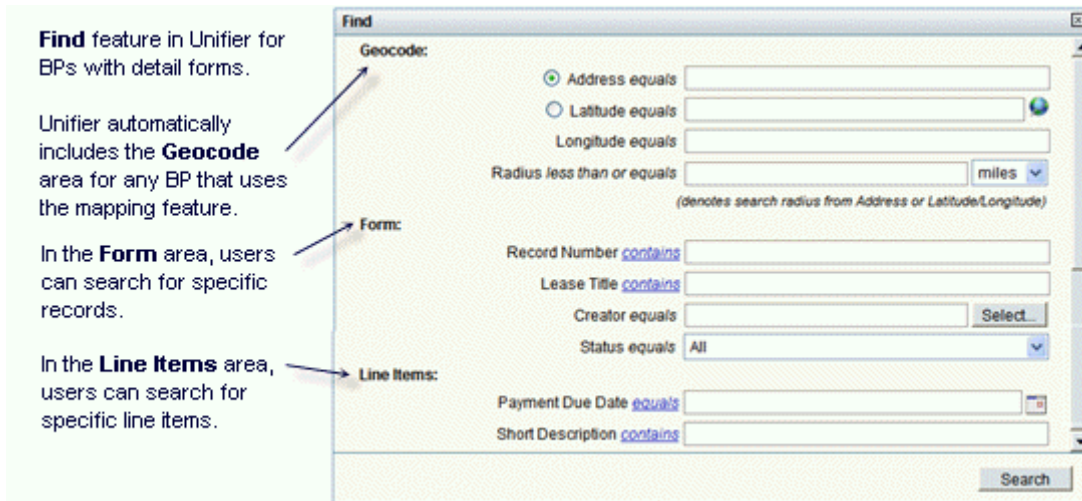 Find feature in Unifier for
BPs with detail forms.
Unifier automatically
includes the Geocode
area for any BP that uses
the mapping feature.
In the Form area, users
can search for specific
records.
In the Line Items area,
users can search for
specific line items.
Find
Geocode:
Address equals
Latitude equals
Longitude equals
Radius less than or equals
miles
(denotes search radius from Address or Latitude/Longitude)
Form:
Record Number contains
Lease Title contains
Creator equals
Select...
Status equals
All
Line Items:
Payment Due Date equals
Short Description contains
Search